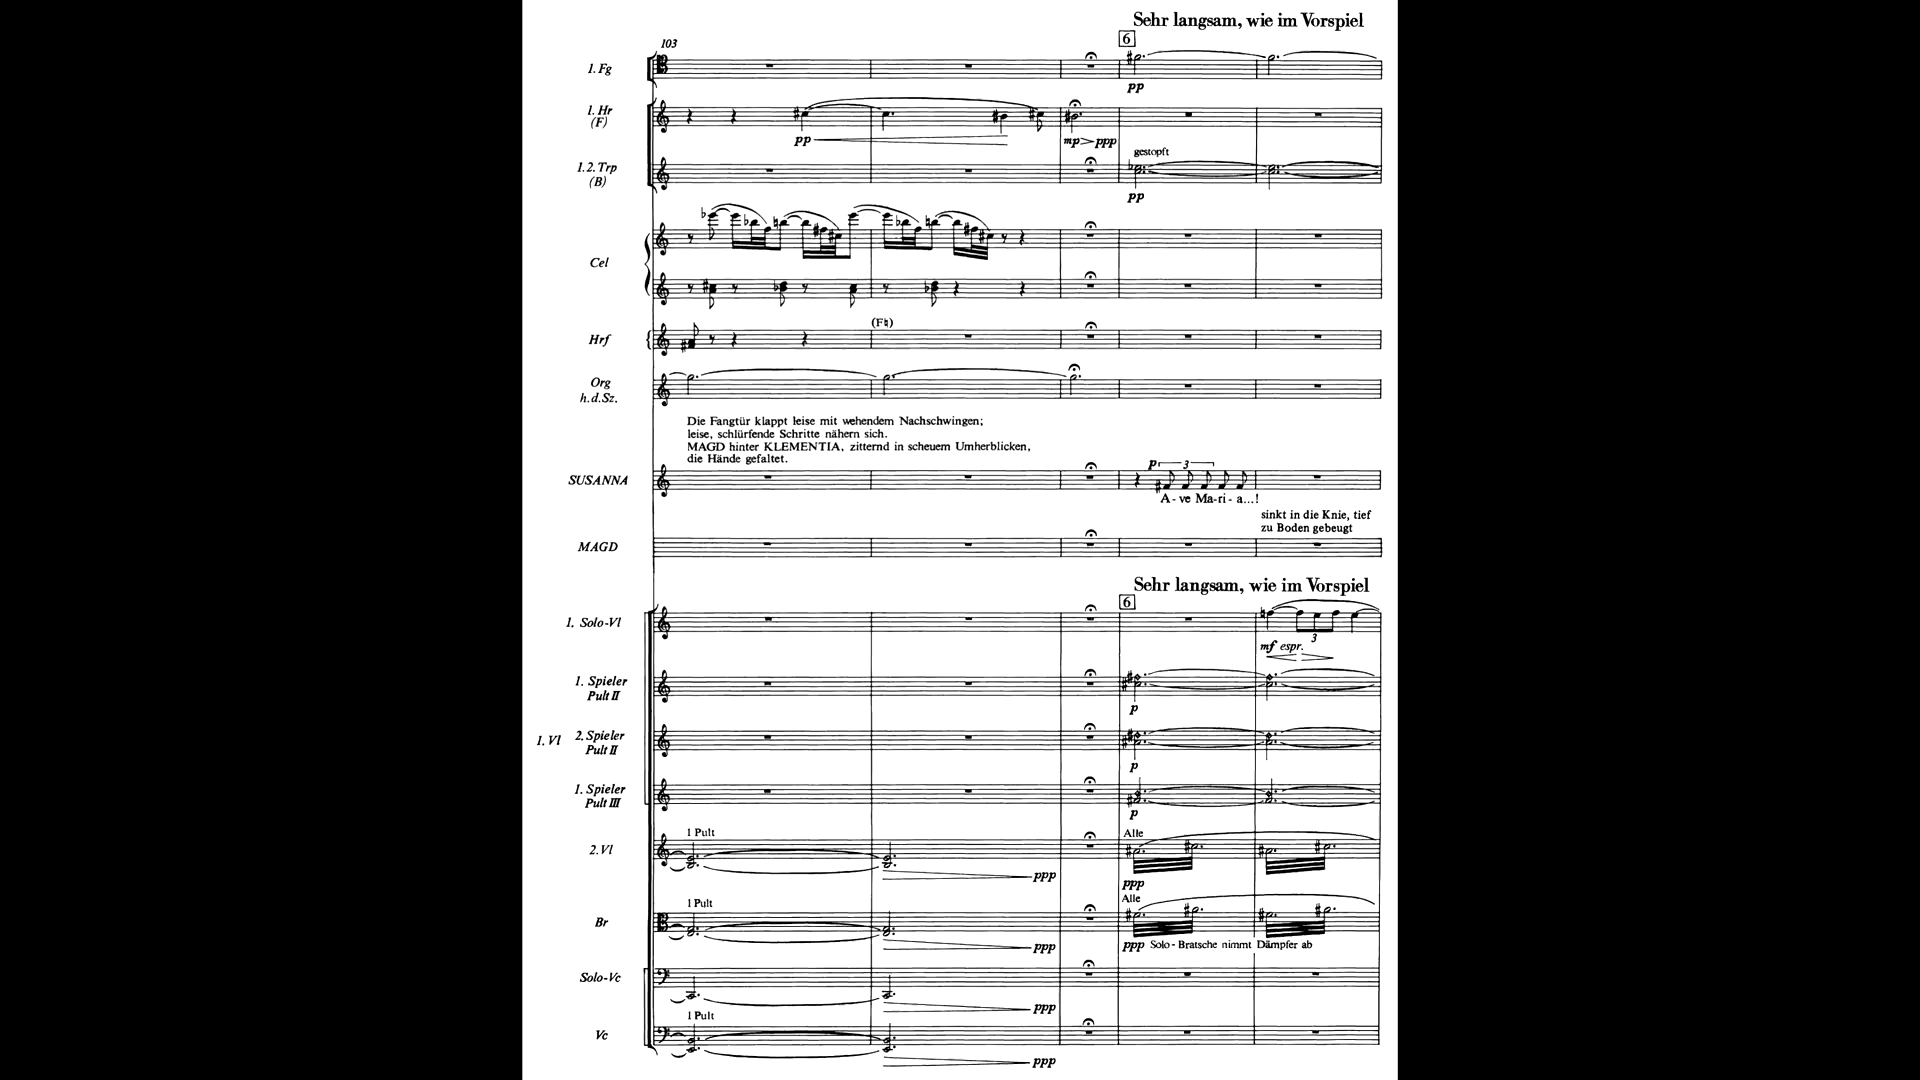 Sehr langsam, wie im Vorspiel
6
103
1. Fg
pp
1. Hr
(F)
pp
mp ppp
gestopft
1.2. Trp
(B)
pp
Cel
(F♮)
Hrf
Org
h.d.Sz.
Die Fangtür klappt leise mit wehendem Nachschwingen;
leise, schlürfende Schritte nähern sich.
MAGD hinter KLEMENTIA, zitternd in scheuem Umherblicken,
die Hände gefaltet.
p 3
SUSANNA
A - ve Ma - ri - a...!
sinkt in die Knie, tief
zu Boden gebeugt
MAGD
Sehr langsam, wie im Vorspiel
6
1. Solo-Vl
3
mf espr.
1. Spieler
Pult II
p
1. Vl
2. Spieler
Pult II
p
1. Spieler
Pult III
p
1 Pult
Alle
2. Vl
ppp
ppp
1 Pult
Alle
Br
ppp
ppp Solo - Bratsche nimmt Dämpfer ab
Solo-Vc
ppp
1 Pult
Vc
ppp